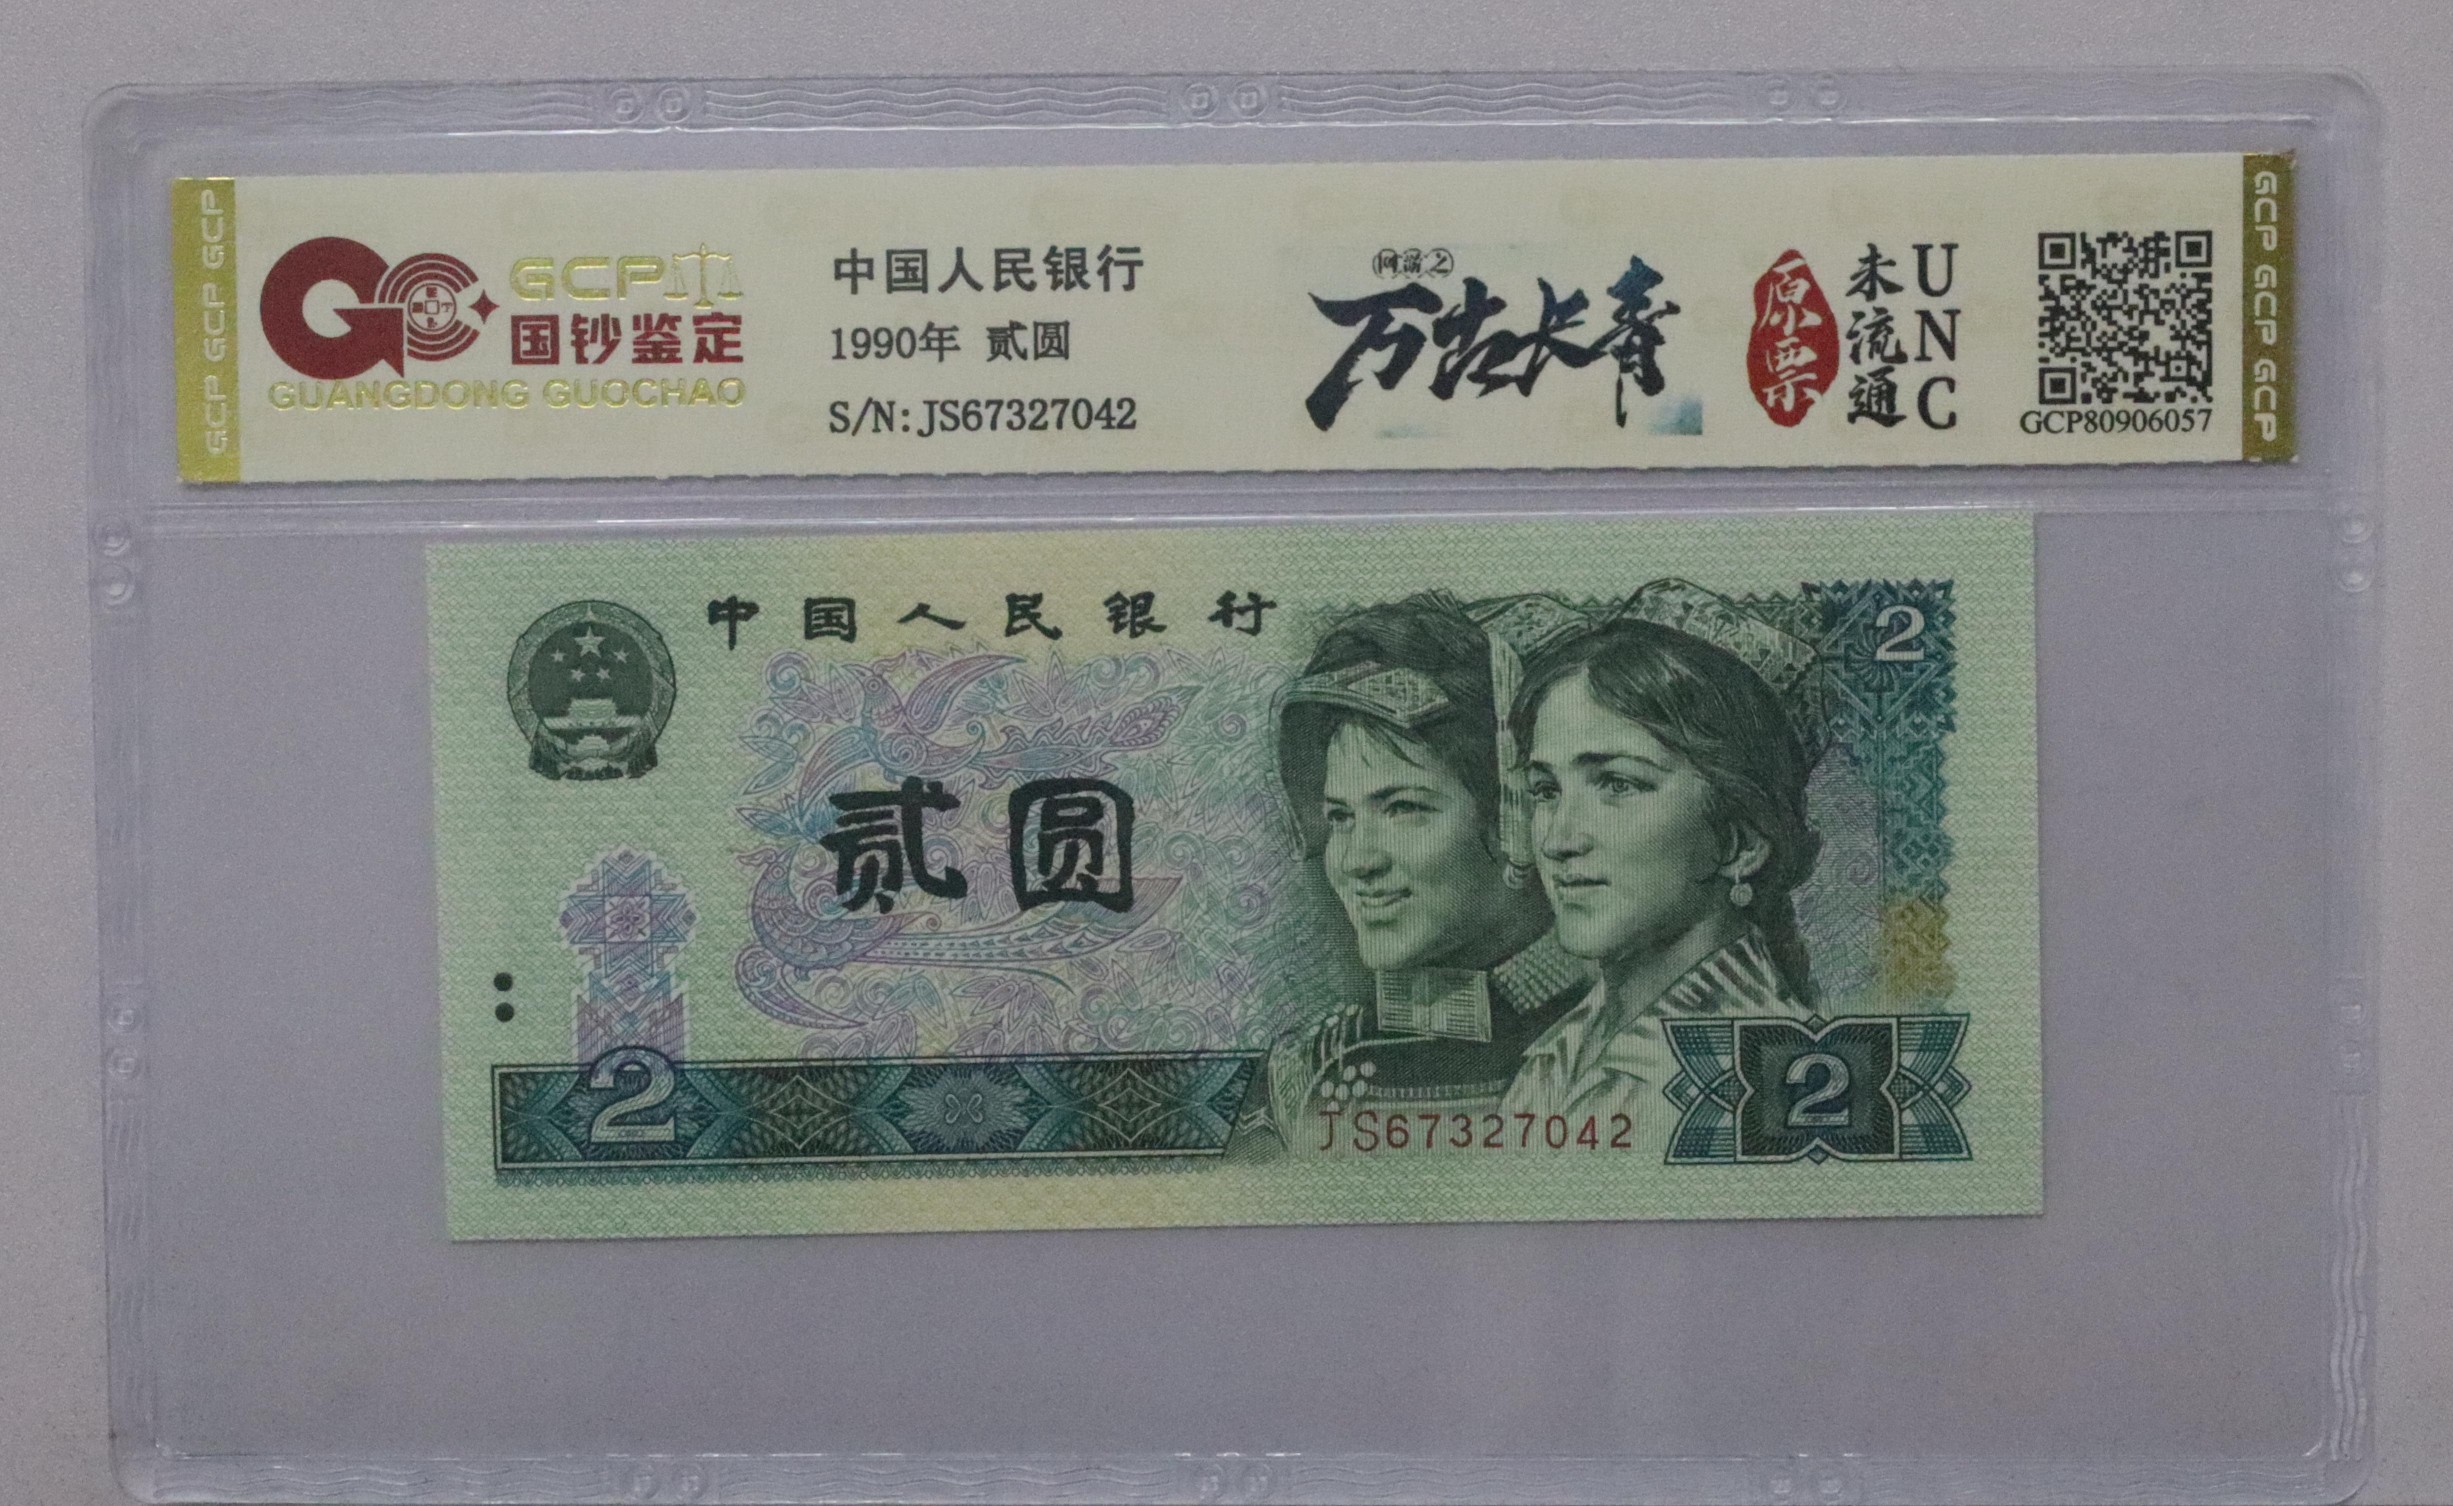 GCP GCP GCP
GCP
国钞鉴定
GUANGDONG GUOCHAO
中国人民银行
1990年 贰圆
S/N: JS67327042
万古长青
原票
未流通
UNC
GCP80906057
GCP GCP GCP
中国人民银行
2
贰圆
2
JS67327042
2